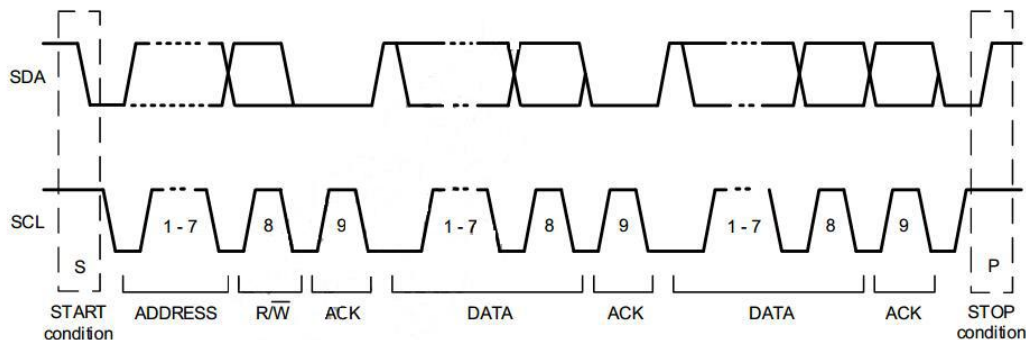 SDA
SCL
1 - 7 8 9 1 - 7 8 9 1 - 7 8 9
S P
START ADDRESS R/W̅ ACK DATA ACK DATA ACK STOP
condition condition